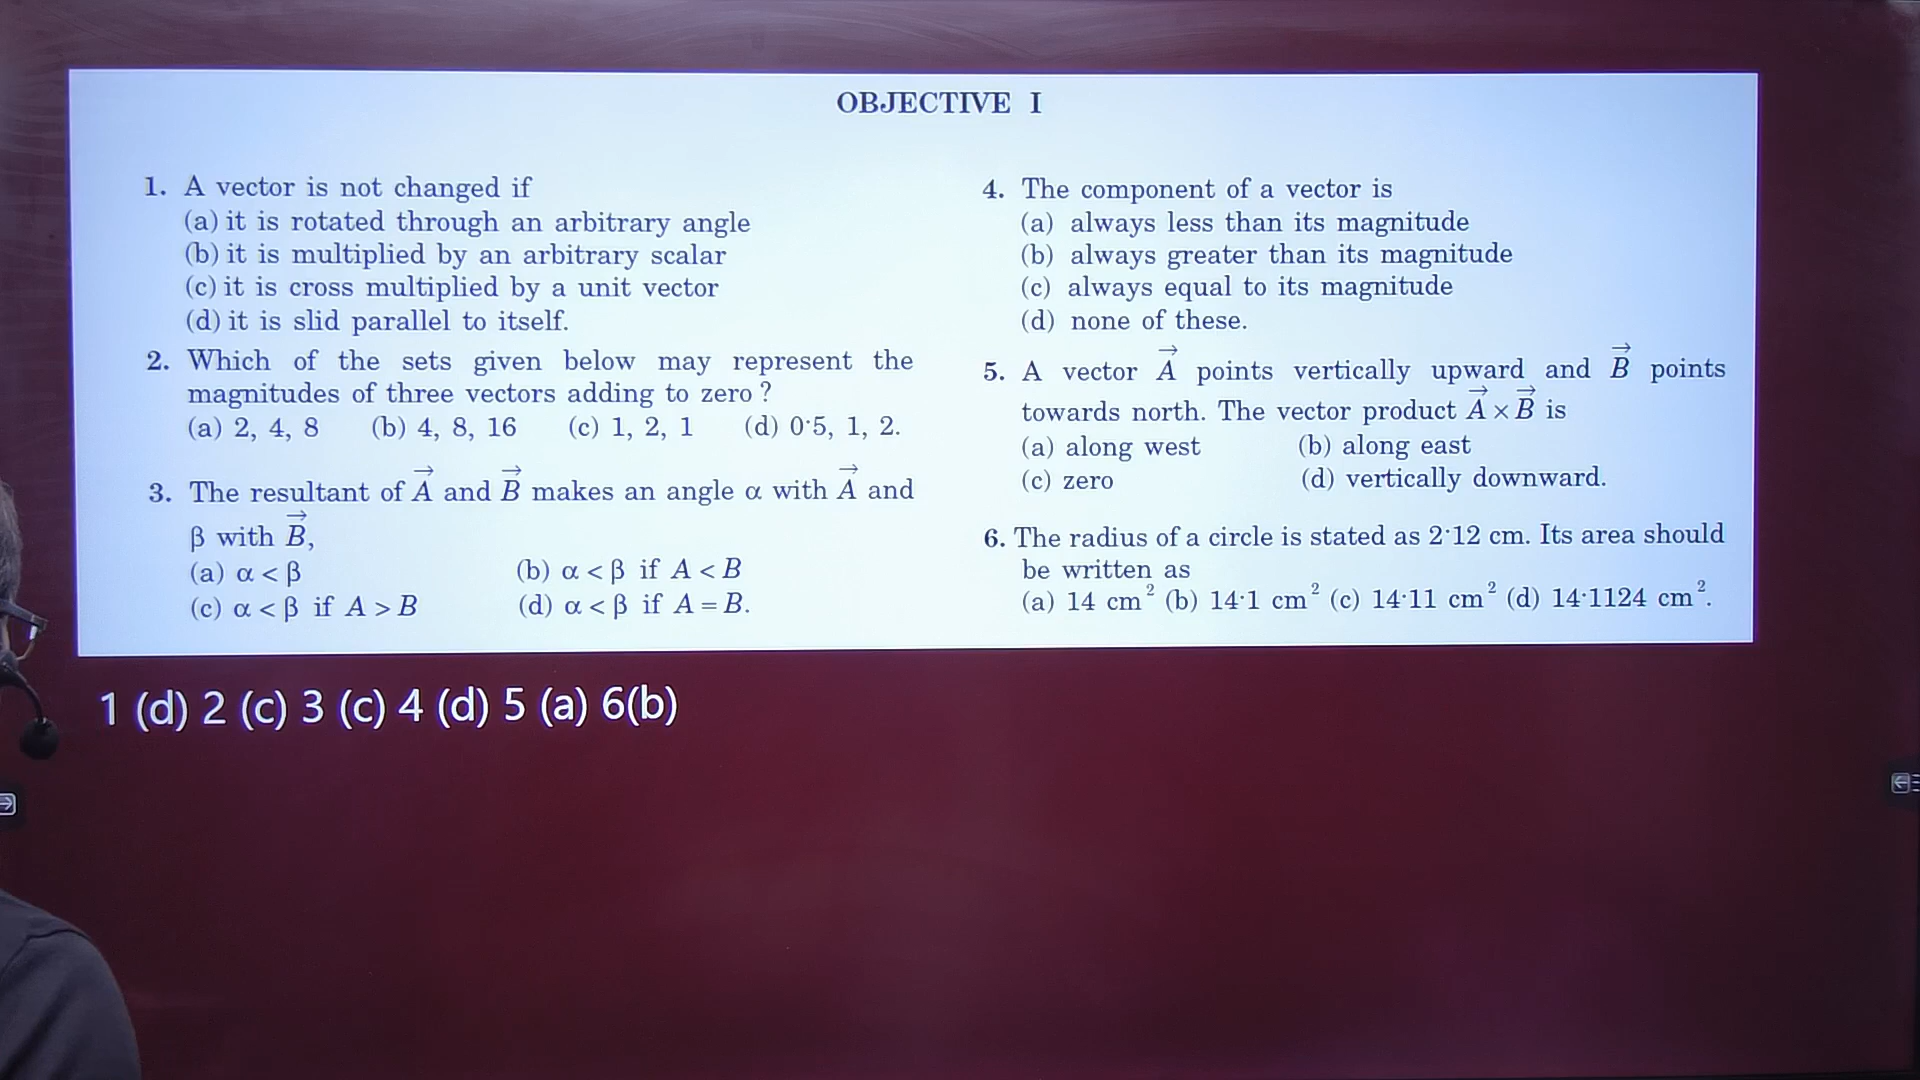 OBJECTIVE I
1. A vector is not changed if
(a) it is rotated through an arbitrary angle
(b) it is multiplied by an arbitrary scalar
(c) it is cross multiplied by a unit vector
(d) it is slid parallel to itself.
2. Which of the sets given below may represent the
magnitudes of three vectors adding to zero ?
(a) 2, 4, 8 (b) 4, 8, 16 (c) 1, 2, 1 (d) 0·5, 1, 2.
3. The resultant of A⃗ and B⃗ makes an angle α with A⃗ and
β with B⃗,
(a) α < β (b) α < β if A < B
(c) α < β if A > B (d) α < β if A = B.
4. The component of a vector is
(a) always less than its magnitude
(b) always greater than its magnitude
(c) always equal to its magnitude
(d) none of these.
5. A vector A⃗ points vertically upward and B⃗ points
towards north. The vector product A⃗ × B⃗ is
(a) along west (b) along east
(c) zero (d) vertically downward.
6. The radius of a circle is stated as 2·12 cm. Its area should
be written as
(a) 14 cm² (b) 14·1 cm² (c) 14·11 cm² (d) 14·1124 cm².
1 (d) 2 (c) 3 (c) 4 (d) 5 (a) 6(b)